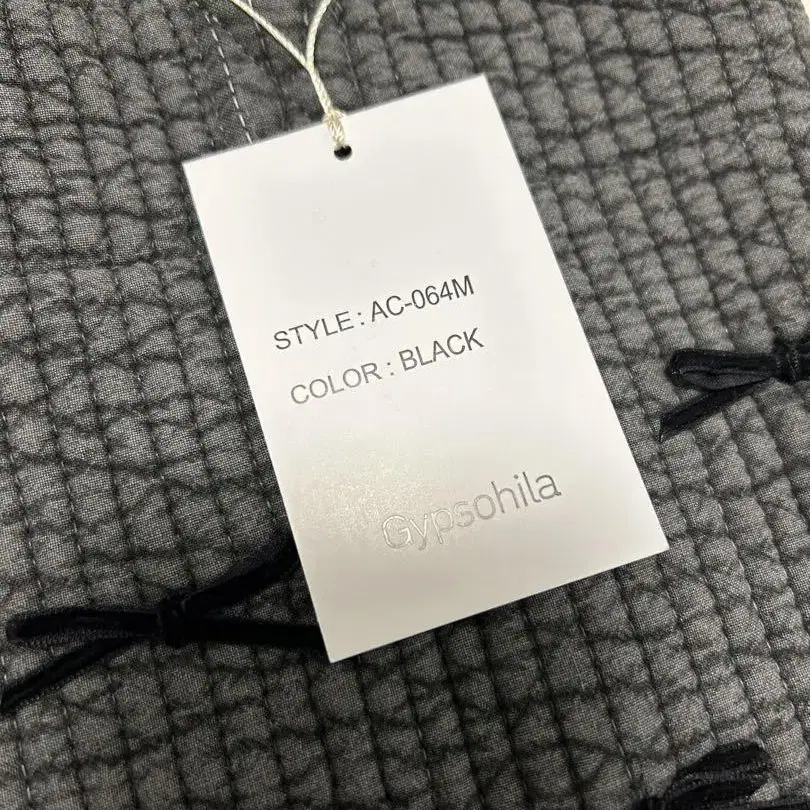 STYLE : AC-064M
COLOR : BLACK
Gypsohila